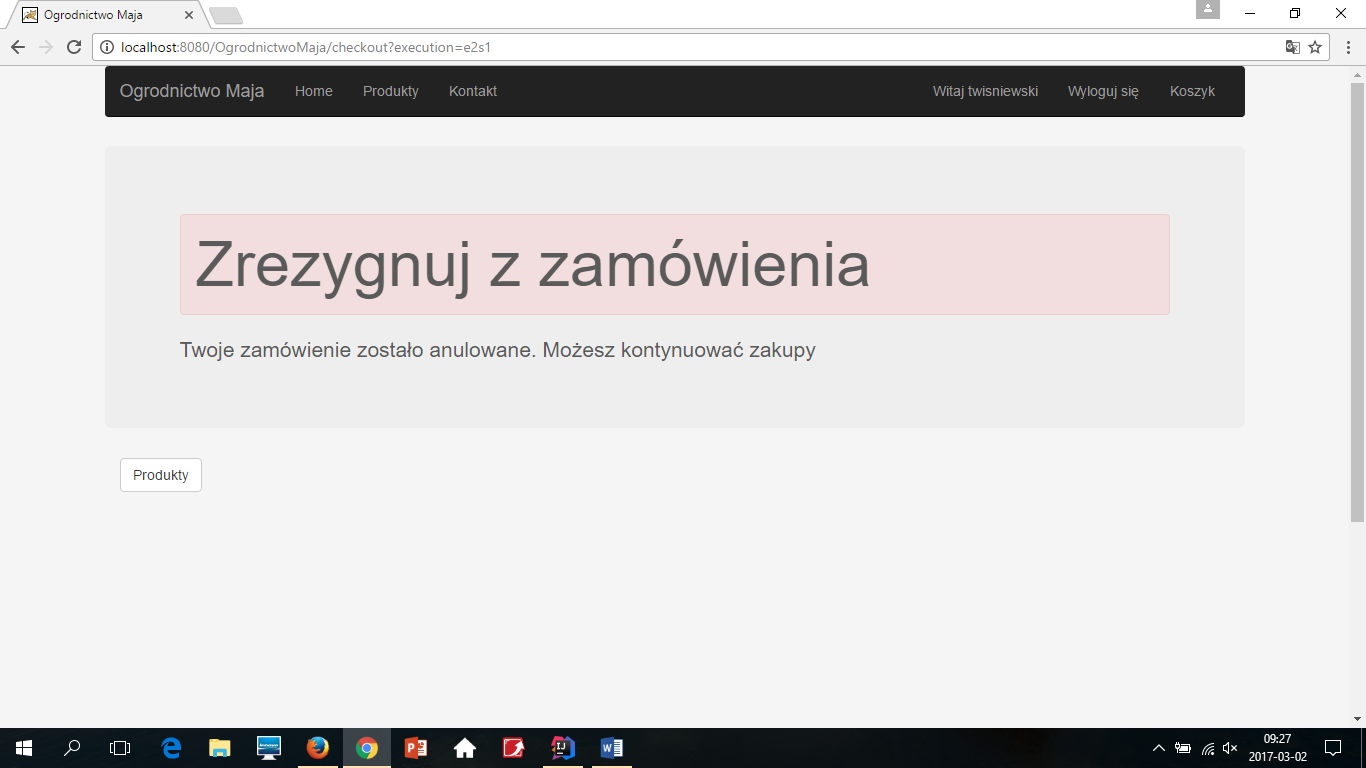 Ogrodnictwo Maja
localhost:8080/OgrodnictwoMaja/checkout?execution=e2s1
Ogrodnictwo Maja Home Produkty Kontakt Witaj twisniewski Wyloguj się Koszyk
Zrezygnuj z zamówienia
Twoje zamówienie zostało anulowane. Możesz kontynuować zakupy
Produkty
09:27
2017-03-02